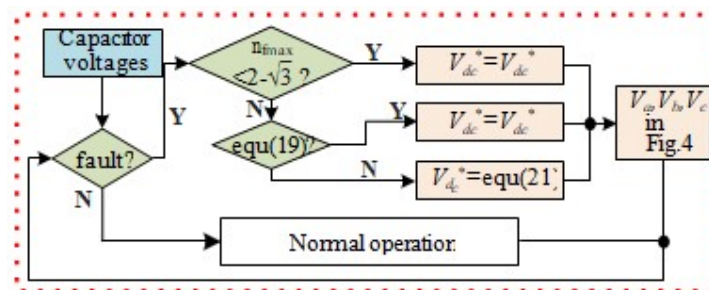 Capacitor
voltages
fault?
Y
N
n_fmax
<2-√3 ?
Y
N
equ(19)?
Y
N
V_dc*=V_dc*
V_dc*=V_dc*
V_dc*=equ(21)
V_a, V_b, V_c
in
Fig.4
Normal operation